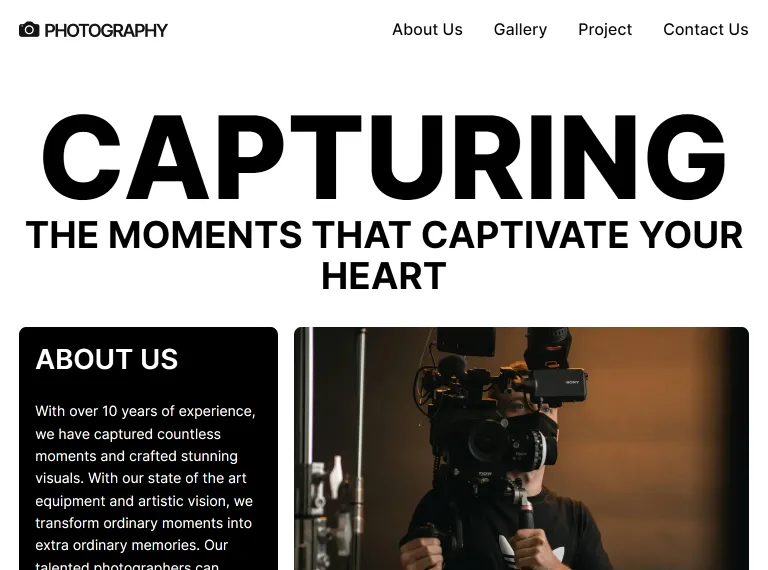 PHOTOGRAPHY
About Us Gallery Project Contact Us
CAPTURING
THE MOMENTS THAT CAPTIVATE YOUR
HEART
ABOUT US
With over 10 years of experience,
we have captured countless
moments and crafted stunning
visuals. With our state of the art
equipment and artistic vision, we
transform ordinary moments into
extra ordinary memories. Our
talented photographers can
SONY